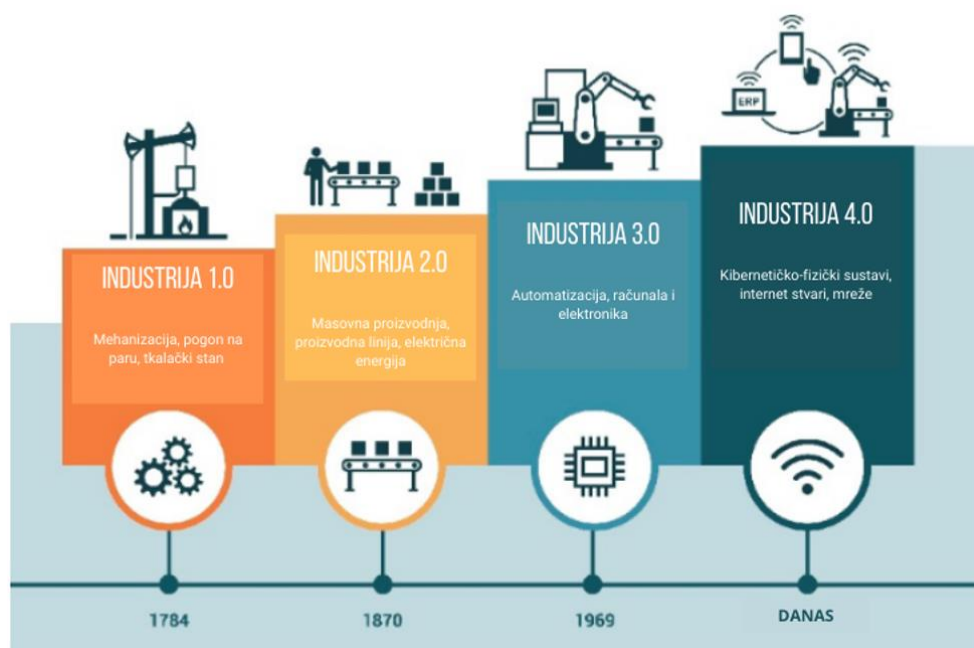 ERP
INDUSTRIJA 1.0
Mehanizacija, pogon na
paru, tkalački stan
INDUSTRIJA 2.0
Masovna proizvodnja,
proizvodna linija, električna
energija
INDUSTRIJA 3.0
Automatizacija, računala i
elektronika
INDUSTRIJA 4.0
Kibernetičko-fizički sustavi,
internet stvari, mreže
1784
1870
1969
DANAS